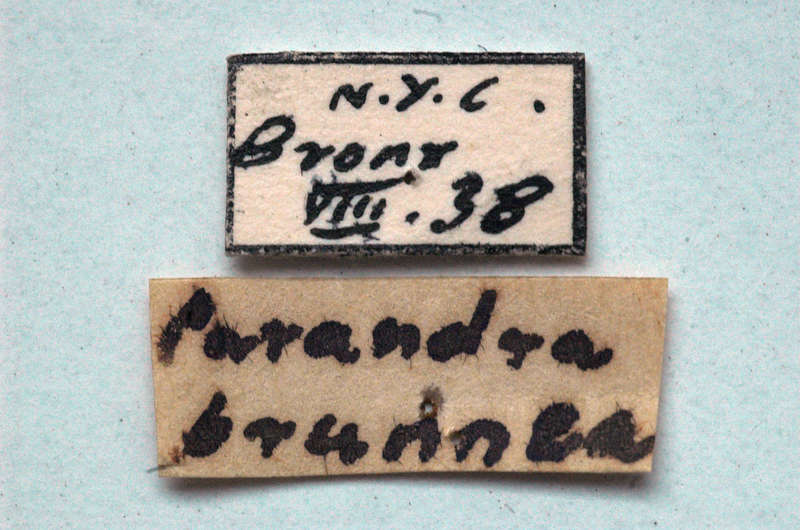 N.Y.C.
Bronx
VIII.38
Parandra
brunnea